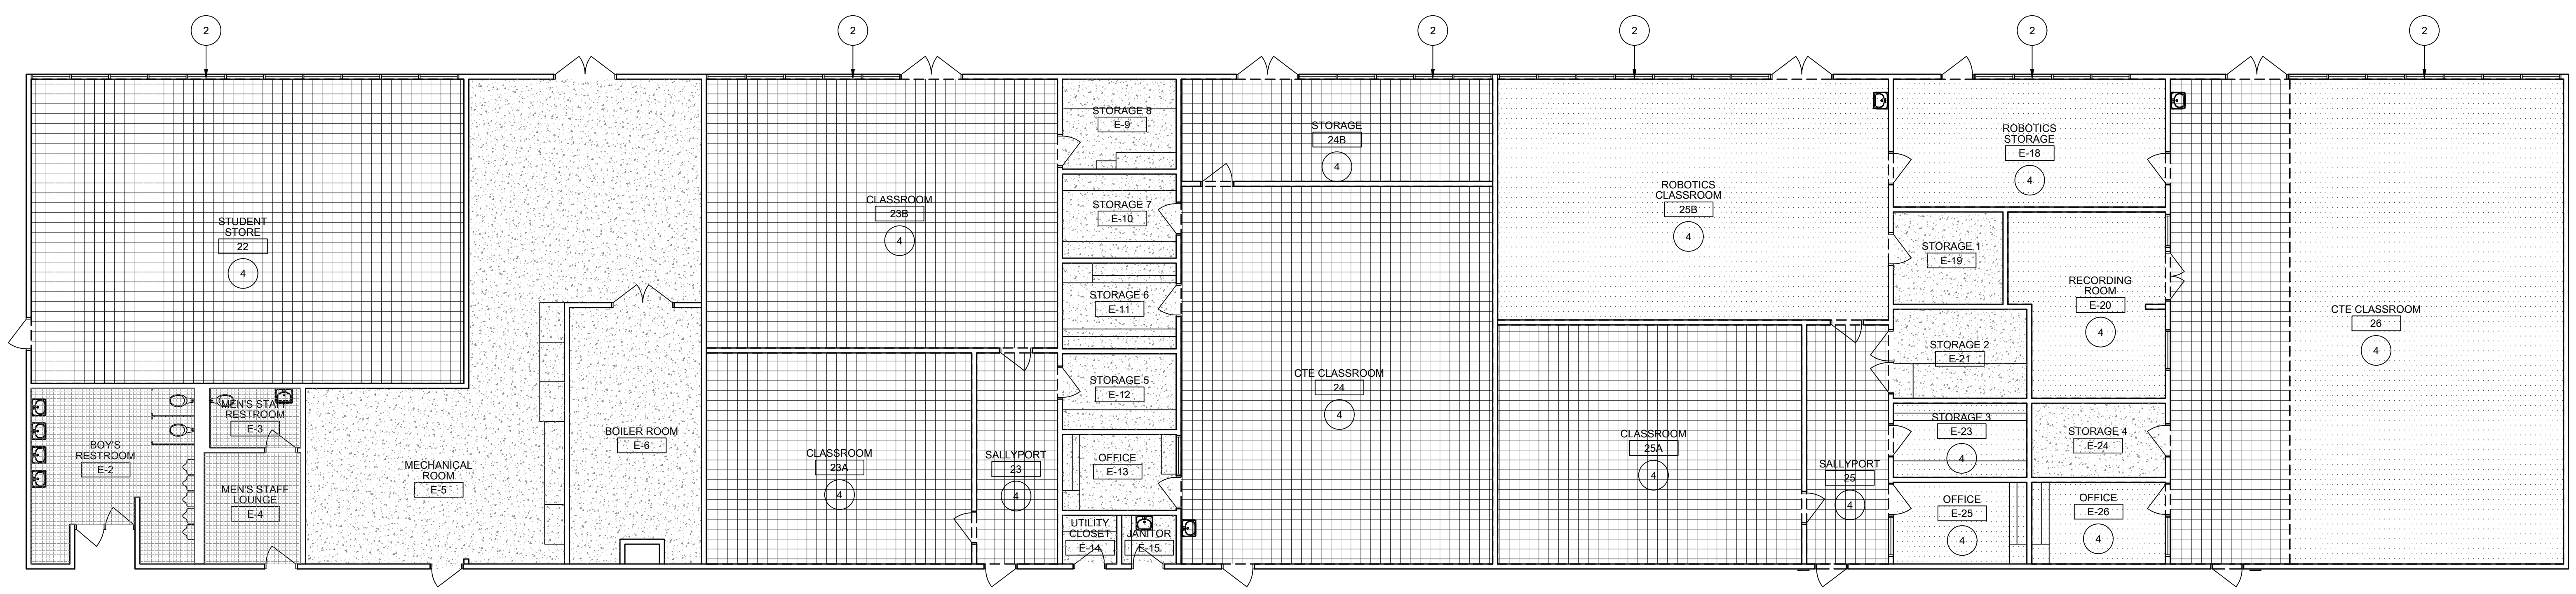 2
2
2
2
2
2
STUDENT
STORE
22
4
BOY'S
RESTROOM
E-2
MEN'S STAFF
RESTROOM
E-3
MEN'S STAFF
LOUNGE
E-4
MECHANICAL
ROOM
E-5
BOILER ROOM
E-6
CLASSROOM
23B
4
CLASSROOM
23A
4
SALLYPORT
23
4
STORAGE 8
E-9
STORAGE 7
E-10
STORAGE 6
E-11
STORAGE 5
E-12
OFFICE
E-13
UTILITY
CLOSET
E-14
JANITOR
E-15
STORAGE
24B
4
CTE CLASSROOM
24
4
ROBOTICS
CLASSROOM
25B
4
CLASSROOM
25A
4
SALLYPORT
25
4
ROBOTICS
STORAGE
E-18
4
STORAGE 1
E-19
RECORDING
ROOM
E-20
4
STORAGE 2
E-21
STORAGE 3
E-23
4
STORAGE 4
E-24
OFFICE
E-25
4
OFFICE
E-26
4
CTE CLASSROOM
26
4